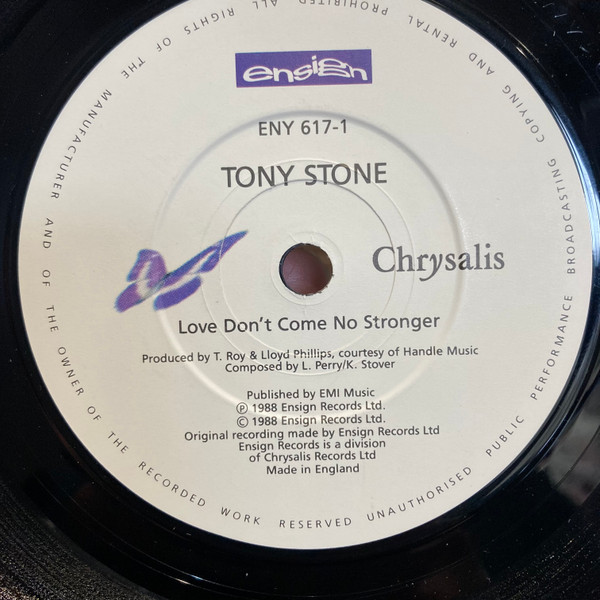 ensign
ENY 617-1
TONY STONE
Chrysalis
Love Don't Come No Stronger
Produced by T. Roy & Lloyd Phillips, courtesy of Handle Music
Composed by L. Perry/K. Stover
Published by EMI Music
℗ 1988 Ensign Records Ltd.
© 1988 Ensign Records Ltd.
Original recording made by Ensign Records Ltd
Ensign Records is a division
of Chrysalis Records Ltd
Made in England
ALL RIGHTS OF THE MANUFACTURER AND OF THE OWNER OF THE RECORDED WORK RESERVED UNAUTHORISED PUBLIC PERFORMANCE BROADCASTING COPYING AND RENTAL PROHIBITED